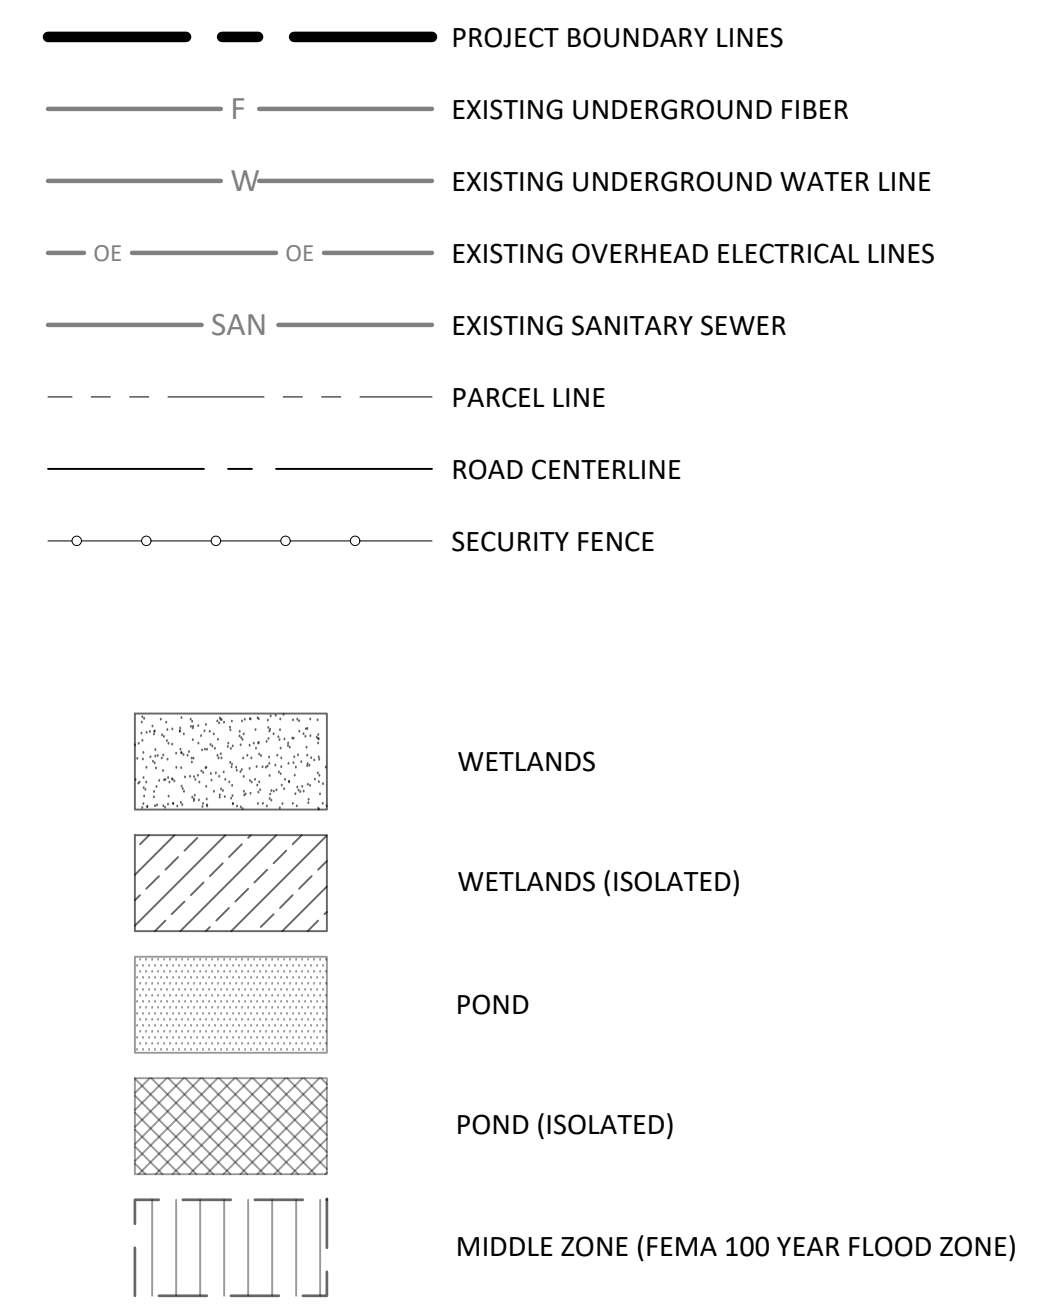 PROJECT BOUNDARY LINES
F EXISTING UNDERGROUND FIBER
W EXISTING UNDERGROUND WATER LINE
OE OE EXISTING OVERHEAD ELECTRICAL LINES
SAN EXISTING SANITARY SEWER
PARCEL LINE
ROAD CENTERLINE
SECURITY FENCE
WETLANDS
WETLANDS (ISOLATED)
POND
POND (ISOLATED)
MIDDLE ZONE (FEMA 100 YEAR FLOOD ZONE)